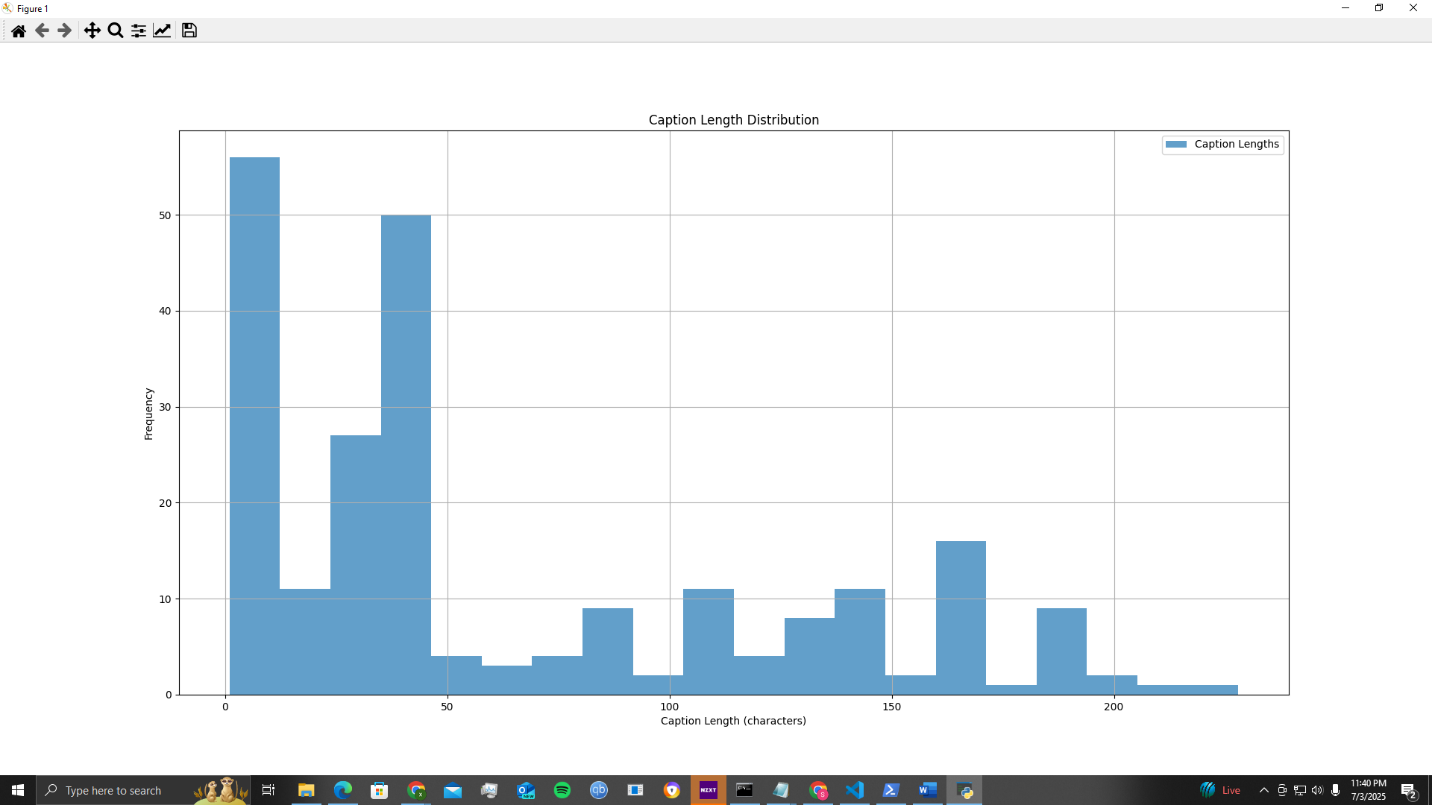 Figure 1
Caption Length Distribution
Caption Lengths
50
40
30
20
10
0
Frequency
0 50 100 150 200
Caption Length (characters)
Type here to search
qb
NEXT
C:\.
g
W
Live
11:40 PM
7/3/2025
2